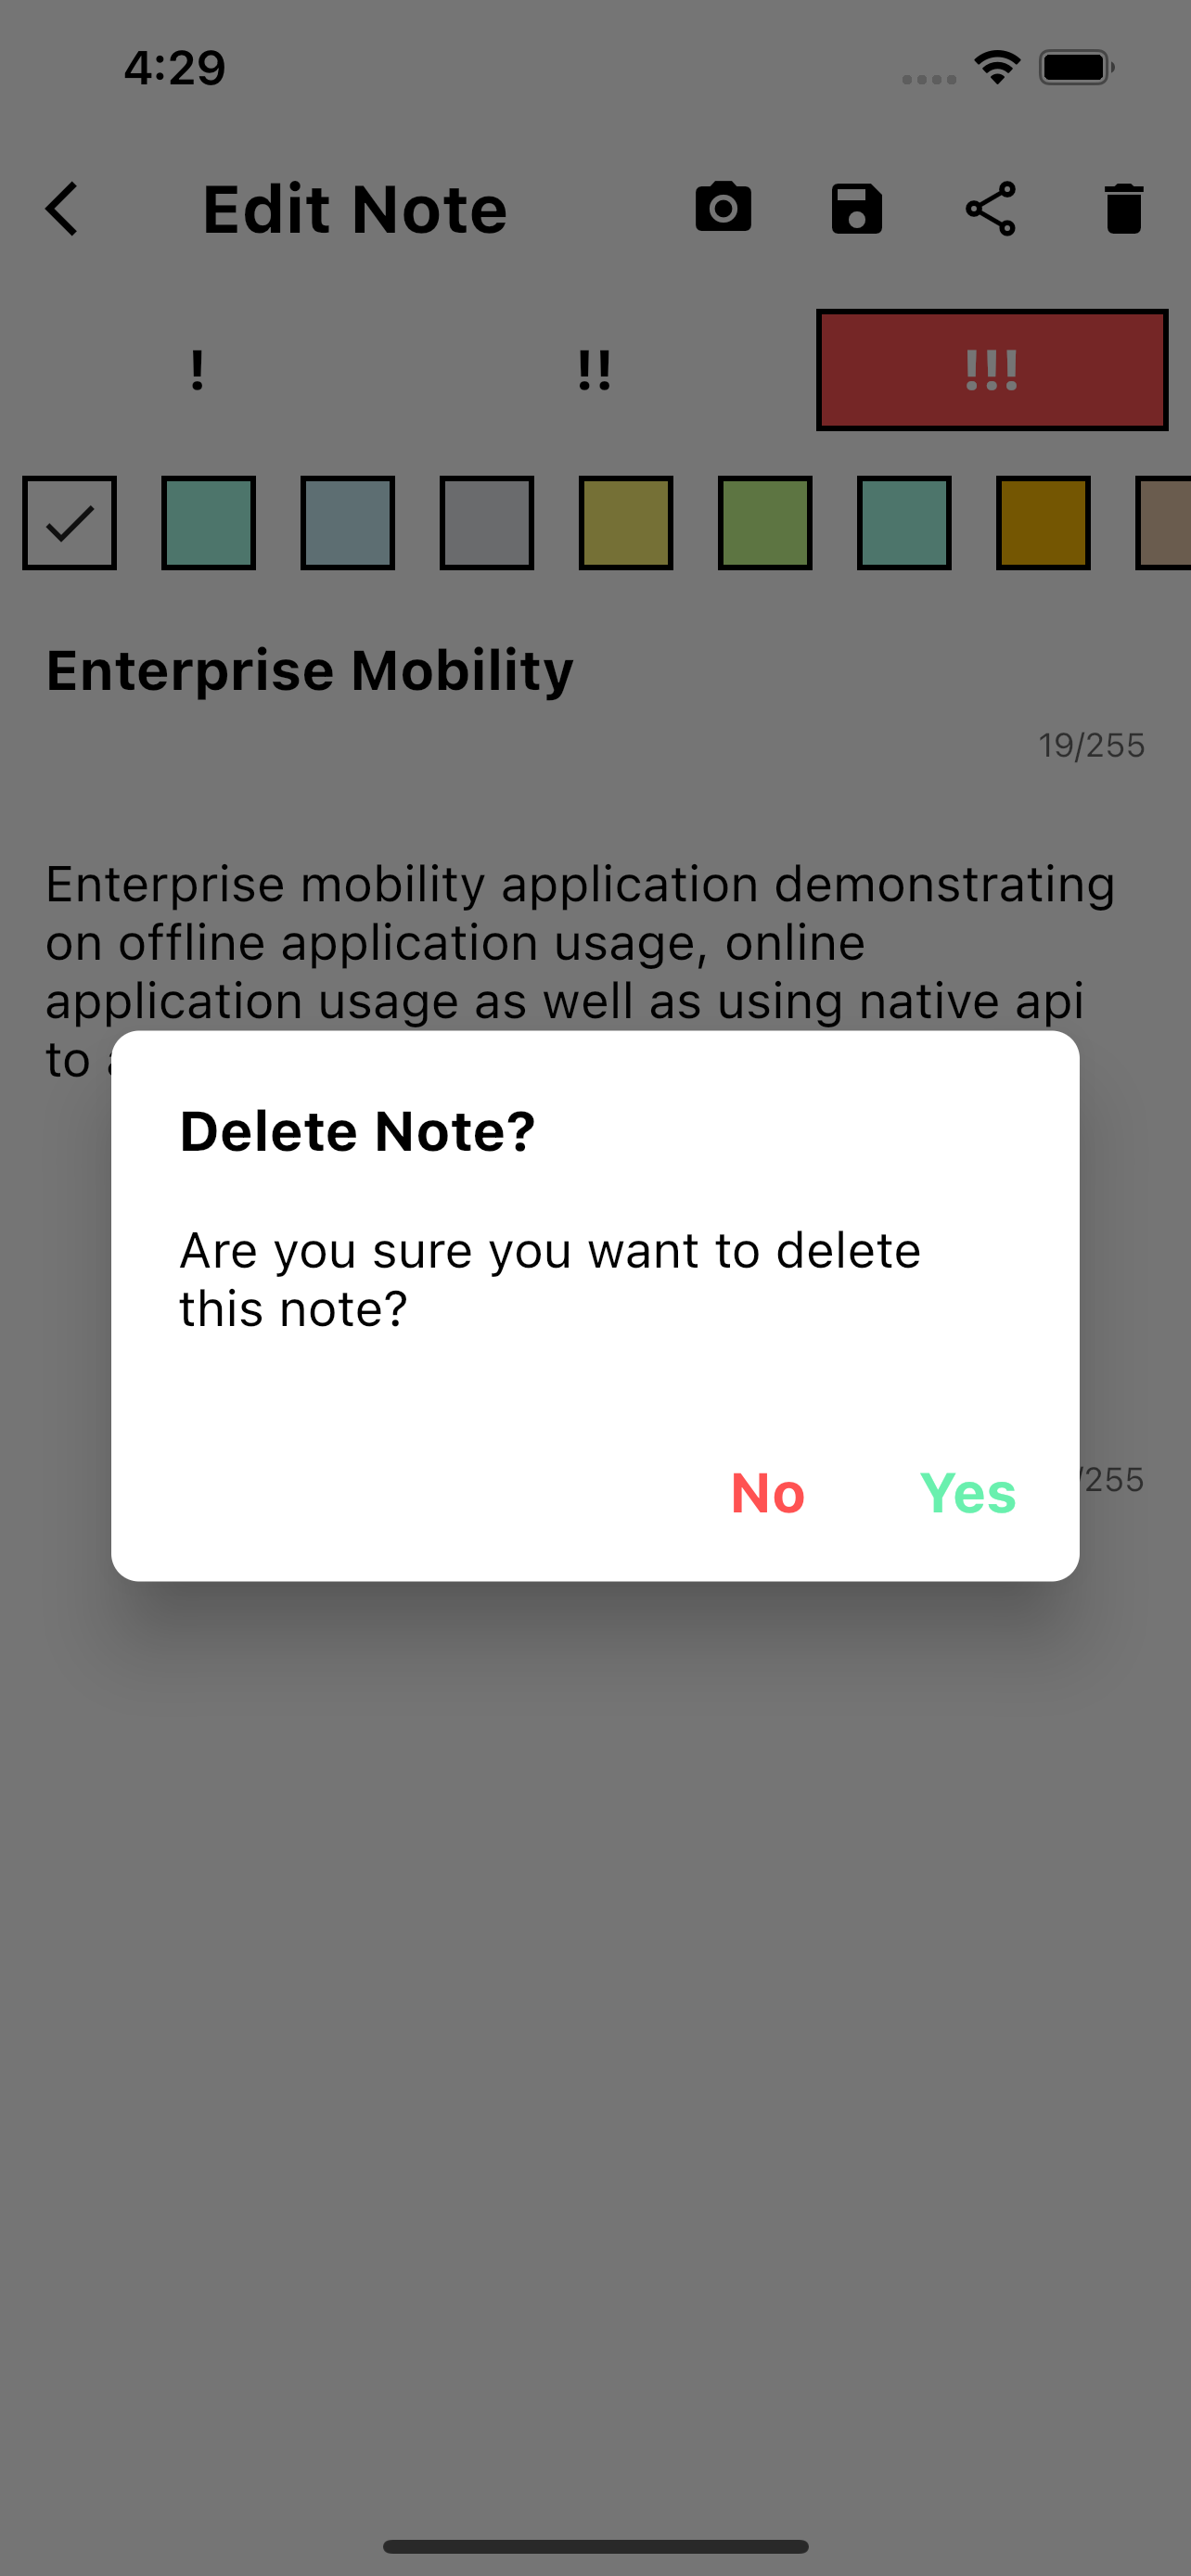 4:29
Edit Note
!
!!
!!!
Enterprise Mobility
19/255
Enterprise mobility application demonstrating
on offline application usage, online
application usage as well as using native api
to
Delete Note?
Are you sure you want to delete
this note?
/255
No
Yes